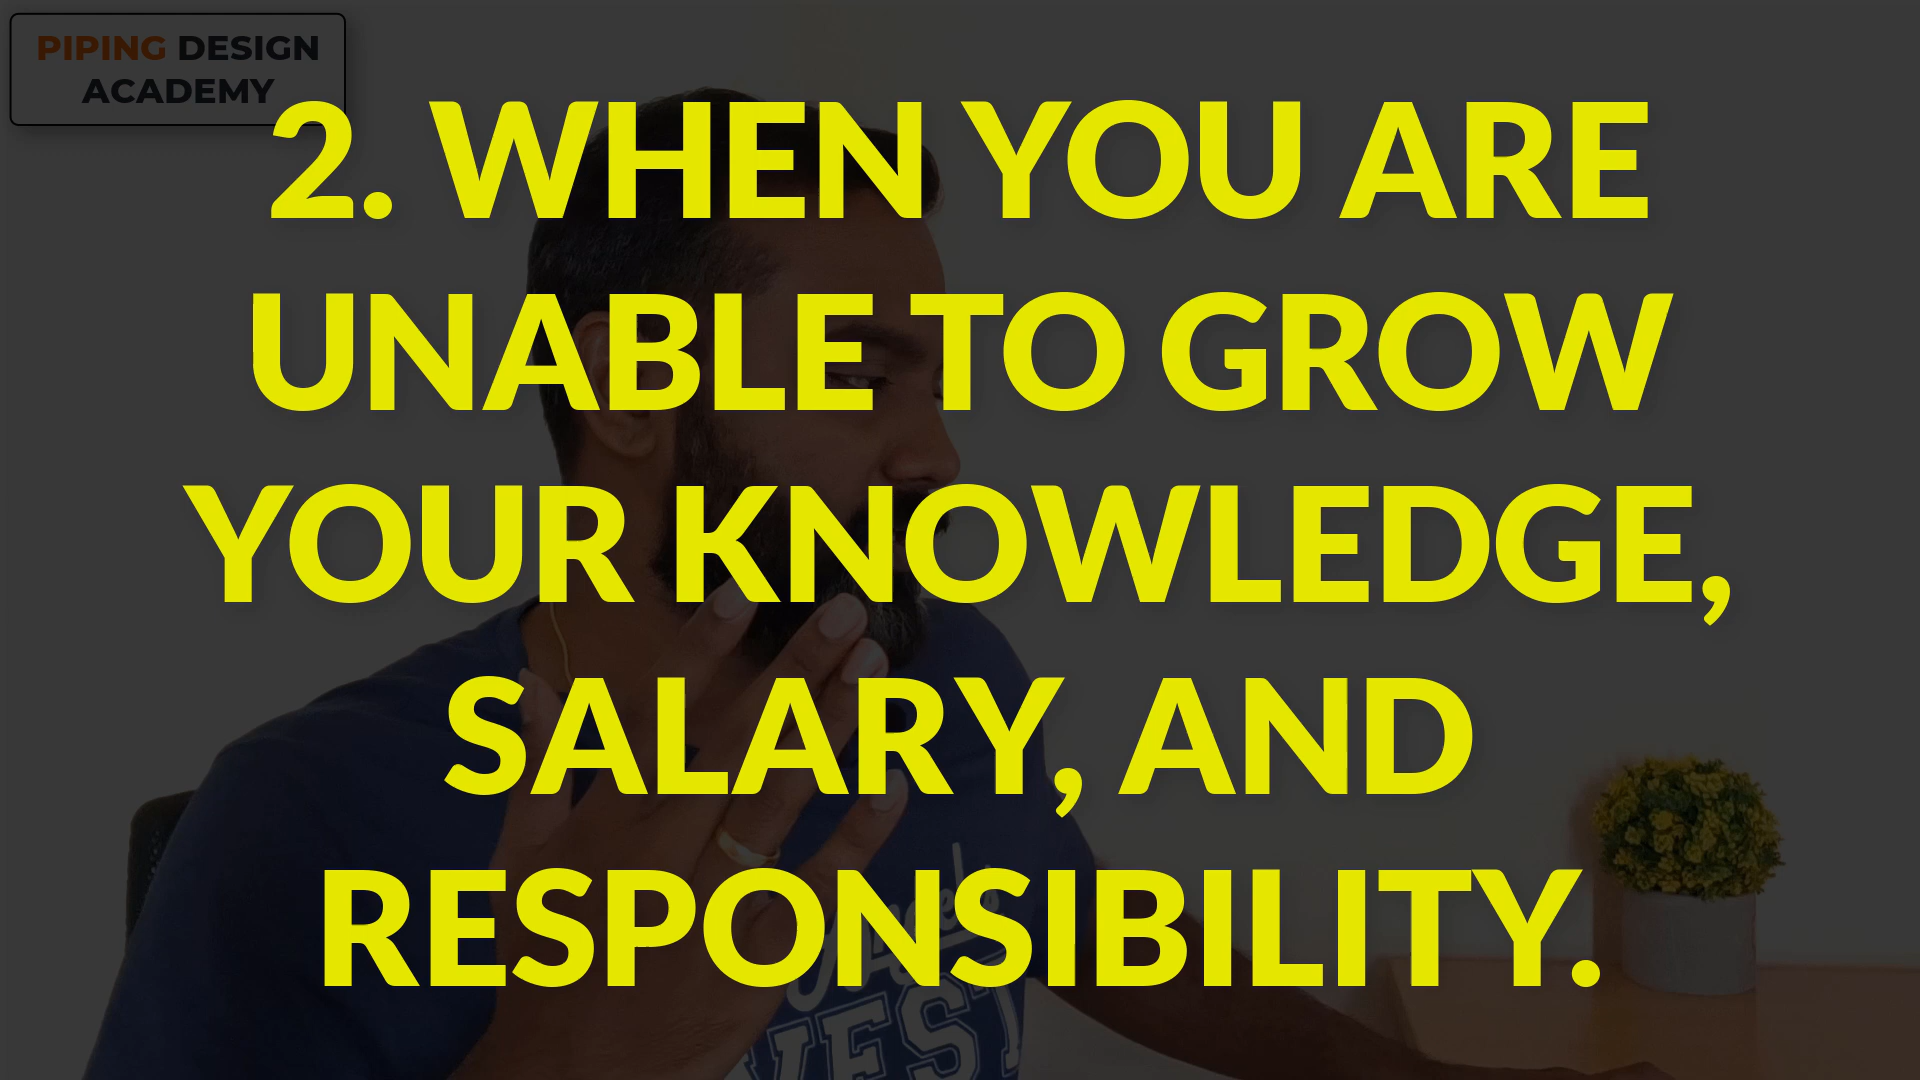 PIPING DESIGN
ACADEMY
2. WHEN YOU ARE
UNABLE TO GROW
YOUR KNOWLEDGE,
SALARY, AND
RESPONSIBILITY.